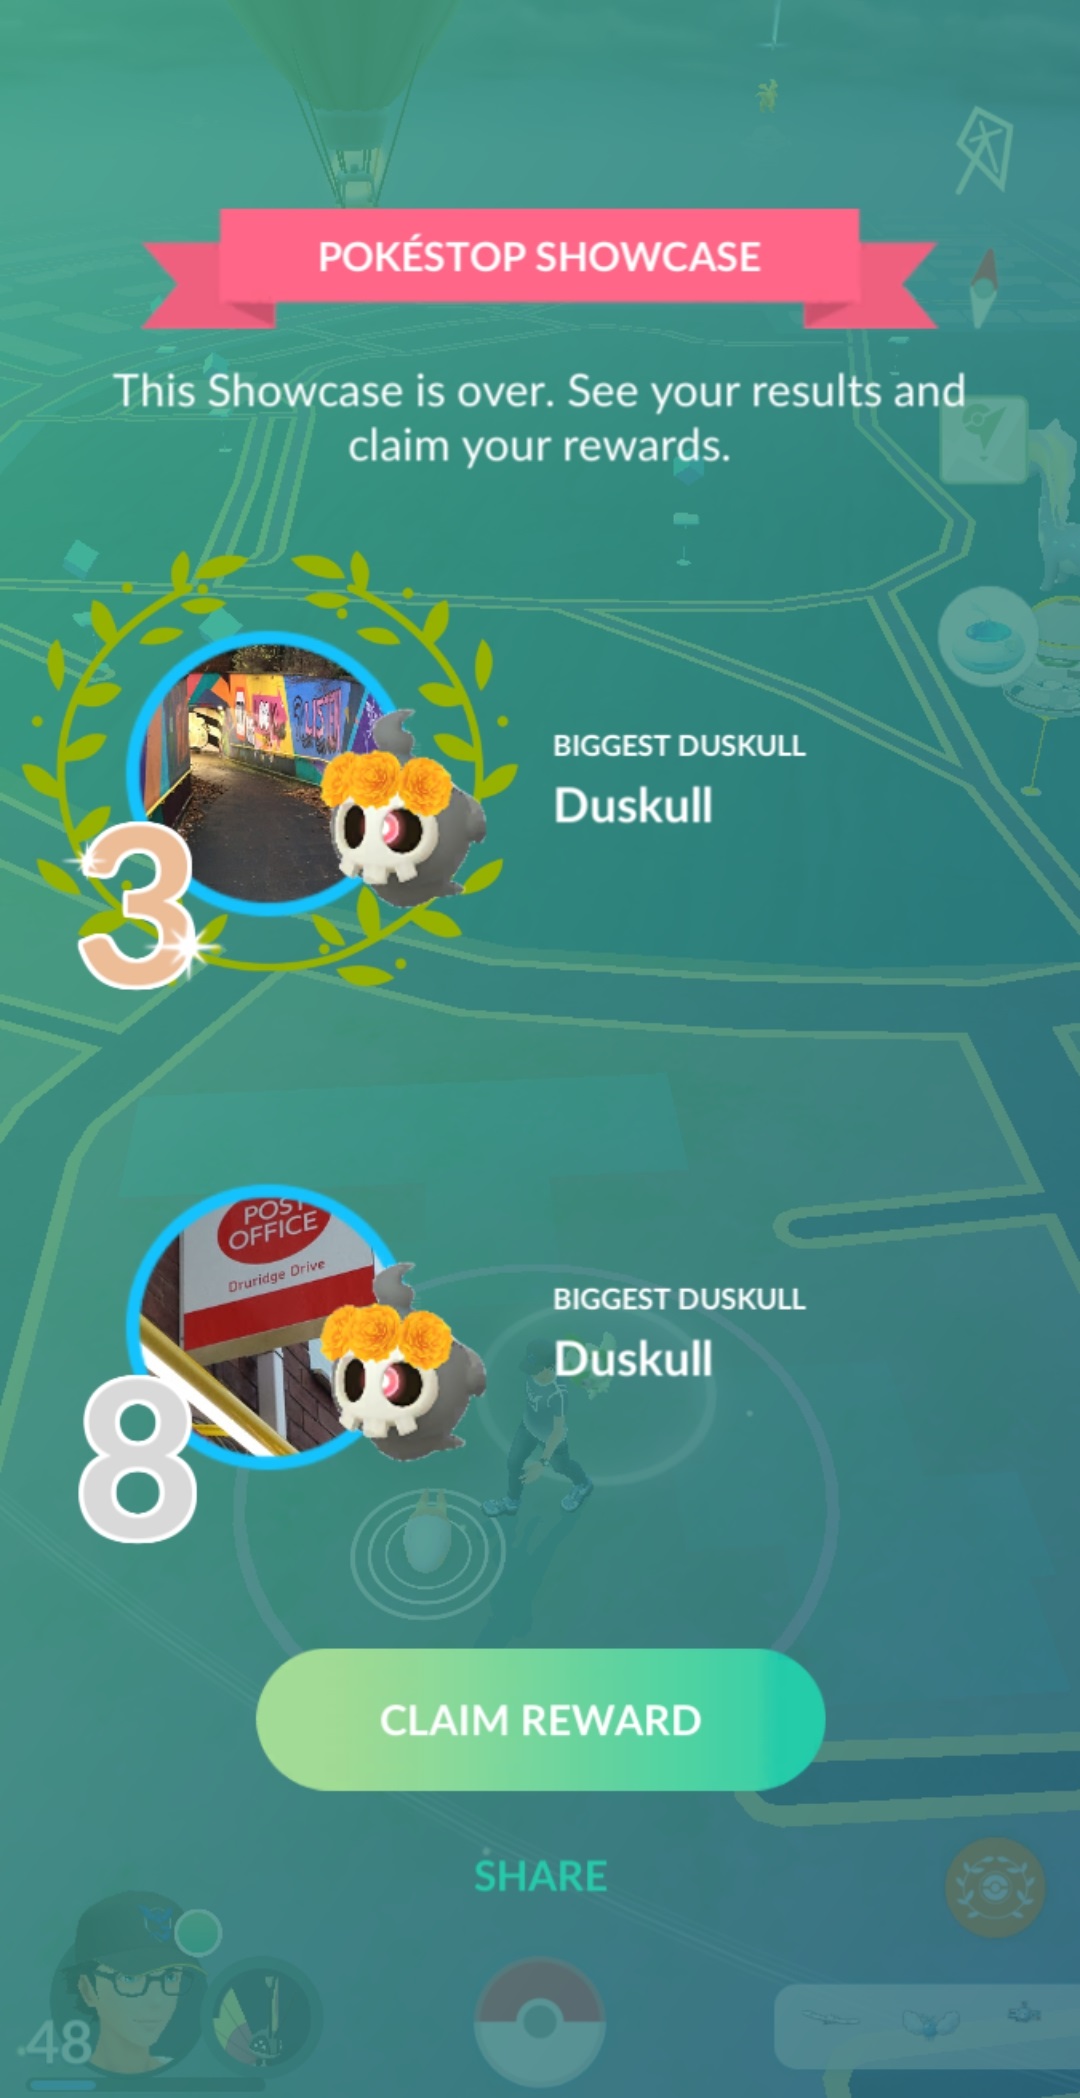 POKÉSTOP SHOWCASE
This Showcase is over. See your results and
claim your rewards.
BIGGEST DUSKULL
Duskull
3
POST
OFFICE
Druridge Drive
BIGGEST DUSKULL
Duskull
8
CLAIM REWARD
SHARE
48